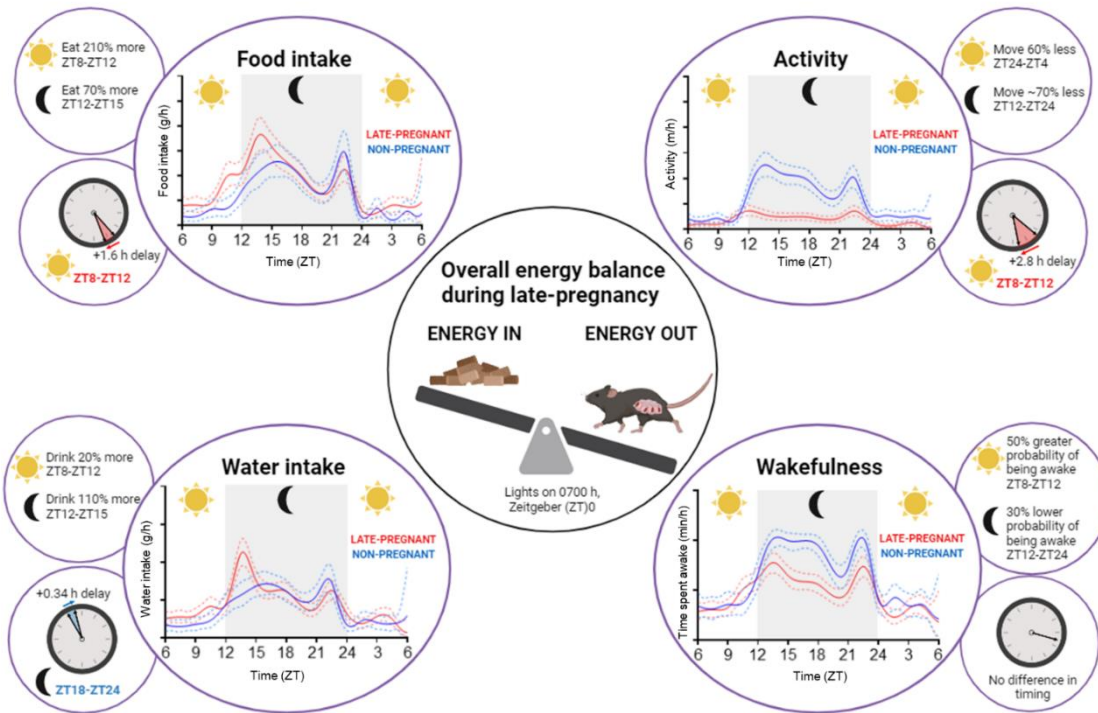 Eat 210% more
ZT8-ZT12
Eat 70% more
ZT12-ZT15
+1.6 h delay
ZT8-ZT12
Food intake
Food intake (g/h)
LATE-PREGNANT
NON-PREGNANT
6 9 12 15 18 21 24 3 6
Time (ZT)
Activity
Activity (m/h)
LATE-PREGNANT
NON-PREGNANT
6 9 12 15 18 21 24 3 6
Time (ZT)
Move 60% less
ZT24-ZT4
Move ~70% less
ZT12-ZT24
+2.8 h delay
ZT8-ZT12
Overall energy balance
during late-pregnancy
ENERGY IN
ENERGY OUT
Lights on 0700 h,
Zeitgeber (ZT)0
Drink 20% more
ZT8-ZT12
Drink 110% more
ZT12-ZT15
+0.34 h delay
ZT18-ZT24
Water intake
Water intake (g/h)
LATE-PREGNANT
NON-PREGNANT
6 9 12 15 18 21 24 3 6
Time (ZT)
Wakefulness
Time spent awake (min/h)
LATE-PREGNANT
NON-PREGNANT
6 9 12 15 18 21 24 3 6
Time (ZT)
50% greater
probability of
being awake
ZT8-ZT12
30% lower
probability of
being awake
ZT12-ZT24
No difference in
timing